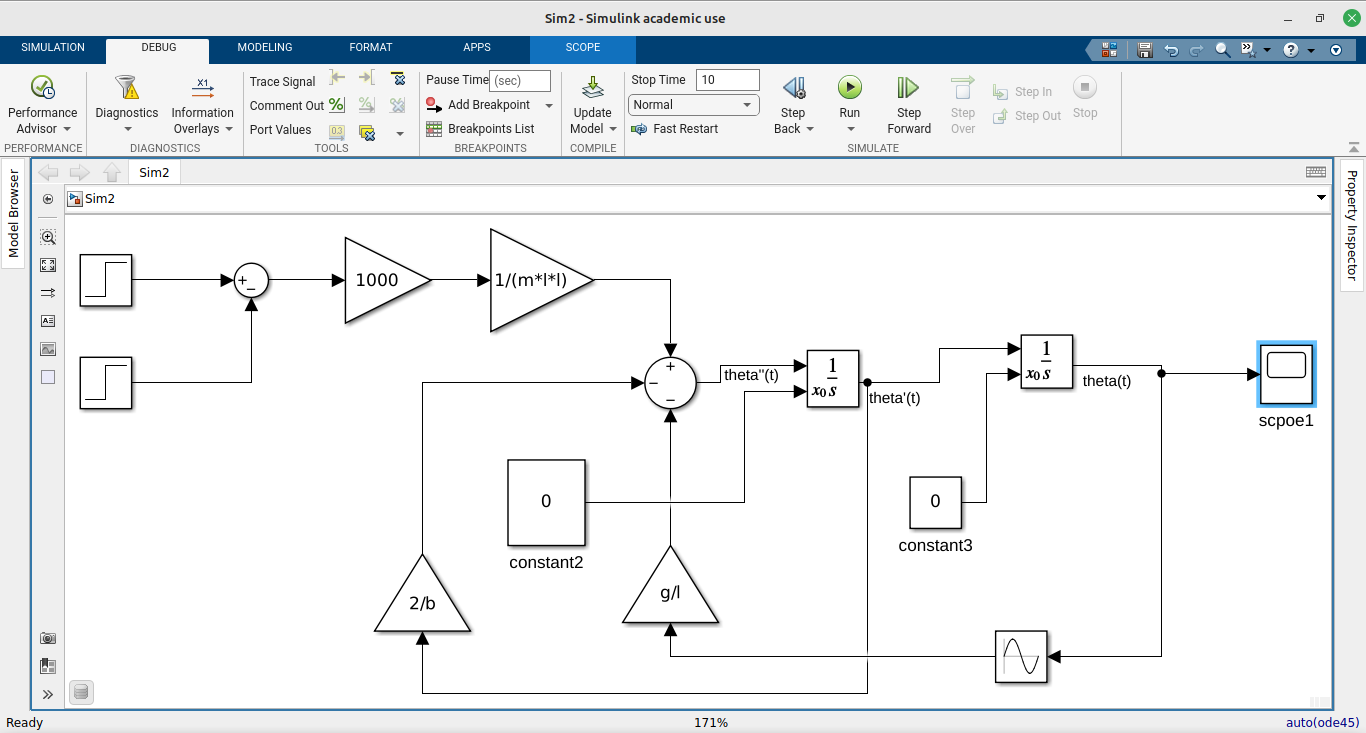 Sim2 - Simulink academic use
SIMULATION DEBUG MODELING FORMAT APPS SCOPE
Performance Advisor
PERFORMANCE
Diagnostics
Information Overlays
DIAGNOSTICS
Trace Signal
Comment Out
Port Values
TOOLS
Pause Time (sec)
Add Breakpoint
Breakpoints List
BREAKPOINTS
Update Model
COMPILE
Stop Time 10
Normal
Fast Restart
Step Back
Run
Step Forward
Step Over
Step In
Step Out
Stop
SIMULATE
Model Browser
Sim2
Sim2
Property Inspector
1000
1/(m*l*l)
+
−
+
−
−
theta''(t)
1
x0 s
theta'(t)
1
x0 s
theta(t)
scpoe1
0
constant2
0
constant3
2/b
g/l
Ready
171%
auto(ode45)